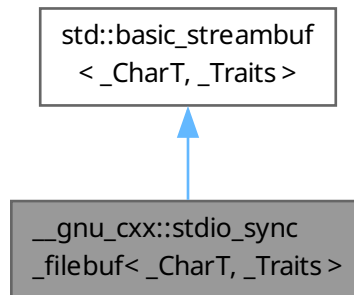 std::basic_streambuf
< _CharT, _Traits >
__gnu_cxx::stdio_sync
_filebuf< _CharT, _Traits >